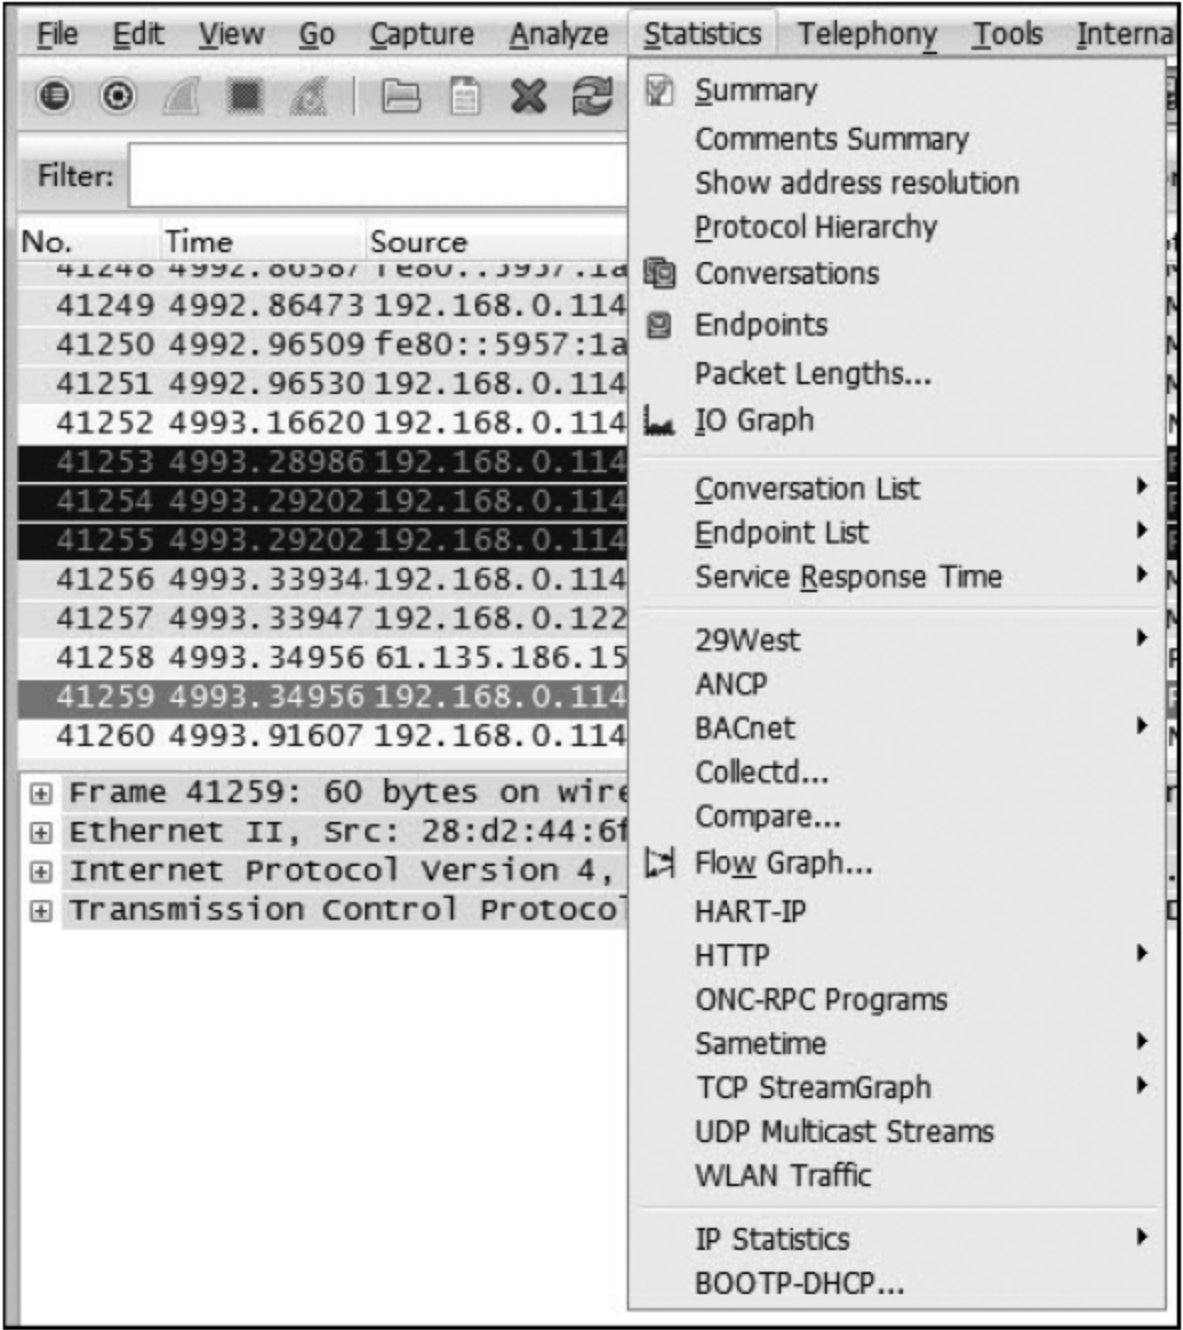 File Edit View Go Capture Analyze Statistics Telephony Tools Interna
Filter:
No. Time Source
41249 4992.86473 192.168.0.114
41250 4992.96509 fe80::5957:1a
41251 4992.96530 192.168.0.114
41252 4993.16620 192.168.0.114
41253 4993.28986 192.168.0.114
41254 4993.29202 192.168.0.114
41255 4993.29202 192.168.0.114
41256 4993.33934 192.168.0.114
41257 4993.33947 192.168.0.122
41258 4993.34956 61.135.186.15
41259 4993.34956 192.168.0.114
41260 4993.91607 192.168.0.114
Frame 41259: 60 bytes on wire
Ethernet II, Src: 28:d2:44:6f
Internet Protocol Version 4,
Transmission Control Protocol
Summary
Comments Summary
Show address resolution
Protocol Hierarchy
Conversations
Endpoints
Packet Lengths...
IO Graph
Conversation List
Endpoint List
Service Response Time
29West
ANCP
BACnet
Collectd...
Compare...
Flow Graph...
HART-IP
HTTP
ONC-RPC Programs
Sametime
TCP StreamGraph
UDP Multicast Streams
WLAN Traffic
IP Statistics
BOOTP-DHCP...